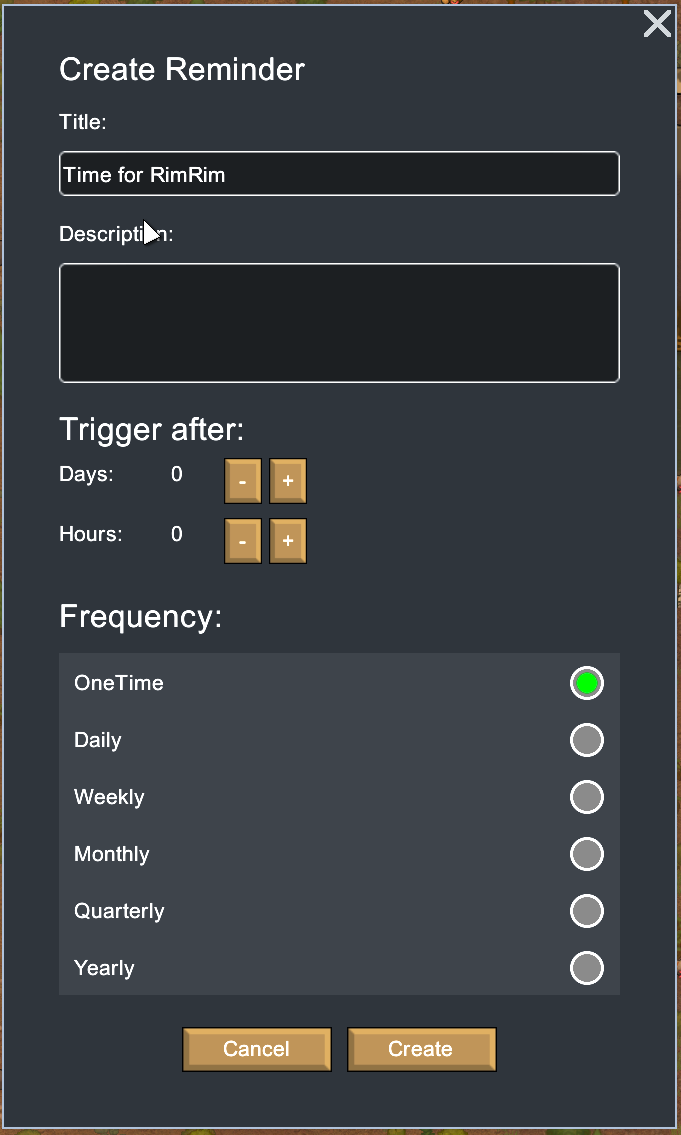 Create Reminder
Title:
Time for RimRim
Description:
Trigger after:
Days: 0 - +
Hours: 0 - +
Frequency:
OneTime
Daily
Weekly
Monthly
Quarterly
Yearly
Cancel Create